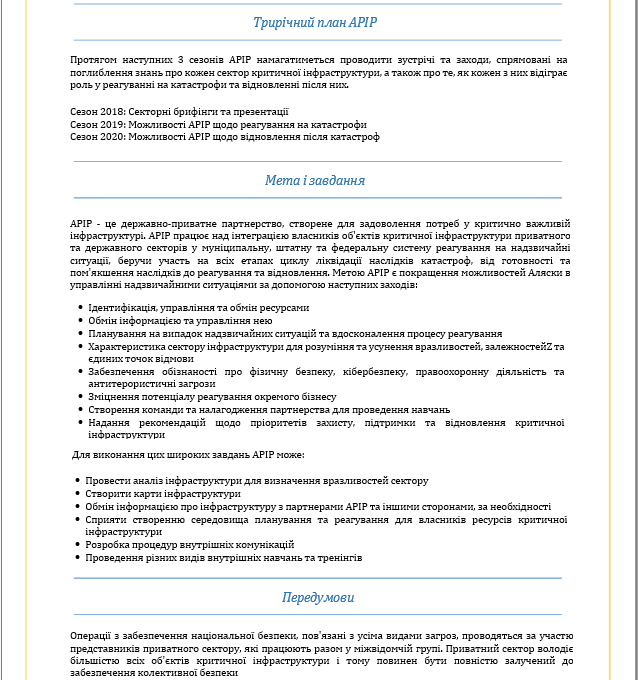 Трирічний план APIP
Протягом наступних 3 сезонів APIP намагатиметься проводити зустрічі та заходи, спрямовані на
поглиблення знань про кожен сектор критичної інфраструктури, а також про те, як кожен з них відіграє
роль у реагуванні на катастрофи та відновленні після них.
Сезон 2018: Секторні брифінги та презентації
Сезон 2019: Можливості APIP щодо реагування на катастрофи
Сезон 2020: Можливості APIP щодо відновлення після катастроф
Мета і завдання
APIP - це державно-приватне партнерство, створене для задоволення потреб у критично важливій
інфраструктурі. APIP працює над інтеграцією власників об'єктів критичної інфраструктури приватного
та державного секторів у муніципальну, штатну та федеральну систему реагування на надзвичайні
ситуації, беручи участь на всіх етапах циклу ліквідації наслідків катастроф, від готовності та
пом'якшення наслідків до реагування та відновлення. Метою APIP є покращення можливостей Аляски в
управлінні надзвичайними ситуаціями за допомогою наступних заходів:
• Ідентифікація, управління та обмін ресурсами
• Обмін інформацією та управління нею
• Планування на випадок надзвичайних ситуацій та вдосконалення процесу реагування
• Характеристика сектору інфраструктури для розуміння та усунення вразливостей, залежностейZ та
єдиних точок відмови
• Забезпечення обізнаності про фізичну безпеку, кібербезпеку, правоохоронну діяльність та
антитерористичні загрози
• Зміцнення потенціалу реагування окремого бізнесу
• Створення команди та налагодження партнерства для проведення навчань
• Надання рекомендацій щодо пріоритетів захисту, підтримки та відновлення критичної
інфраструктури
Для виконання цих широких завдань APIP може:
• Провести аналіз інфраструктури для визначення вразливостей сектору
• Створити карти інфраструктури
• Обмін інформацією про інфраструктуру з партнерами APIP та іншими сторонами, за необхідності
• Сприяти створенню середовища планування та реагування для власників ресурсів критичної
інфраструктури
• Розробка процедур внутрішніх комунікацій
• Проведення різних видів внутрішніх навчань та тренінгів
Передумови
Операції з забезпечення національної безпеки, пов'язані з усіма видами загроз, проводяться за участю
представників приватного сектору, які працюють разом у міжвідомчій групі. Приватний сектор володіє
більшістю всіх об'єктів критичної інфраструктури і тому повинен бути повністю залучений до
забезпечення колективної безпеки